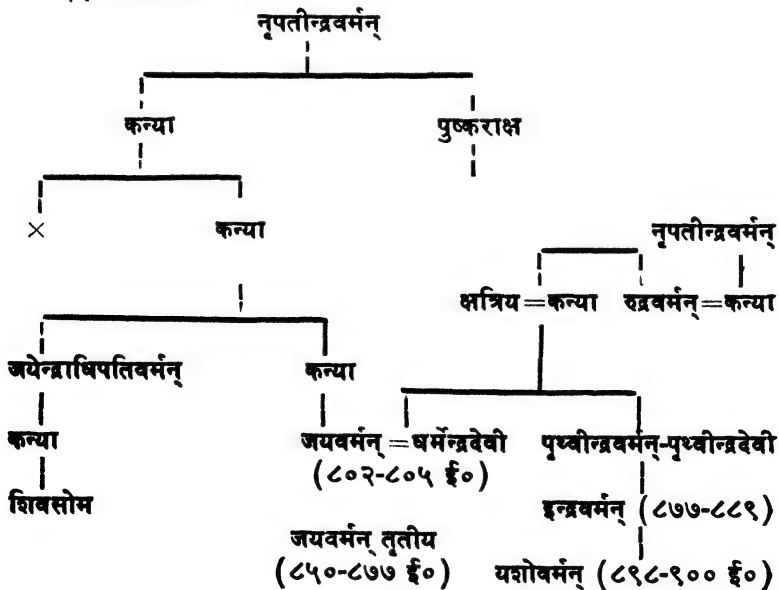 नृपतीन्द्रवर्मन्
कन्या पुष्कराक्ष
× कन्या नृपतीन्द्रवर्मन्
क्षत्रिय=कन्या रुद्रवर्मन्=कन्या
जयेन्द्राधिपतिवर्मन् कन्या
कन्या जयवर्मन्=धर्मेन्द्रदेवी पृथ्वीन्द्रवर्मन्-पृथ्वीन्द्रदेवी
(८०२-८०५ ई०)
शिवसोम इन्द्रवर्मन् (८७७-८८९)
जयवर्मन् तृतीय
(८५०-८७७ ई०) यशोवर्मन् (८९८-९०० ई०)